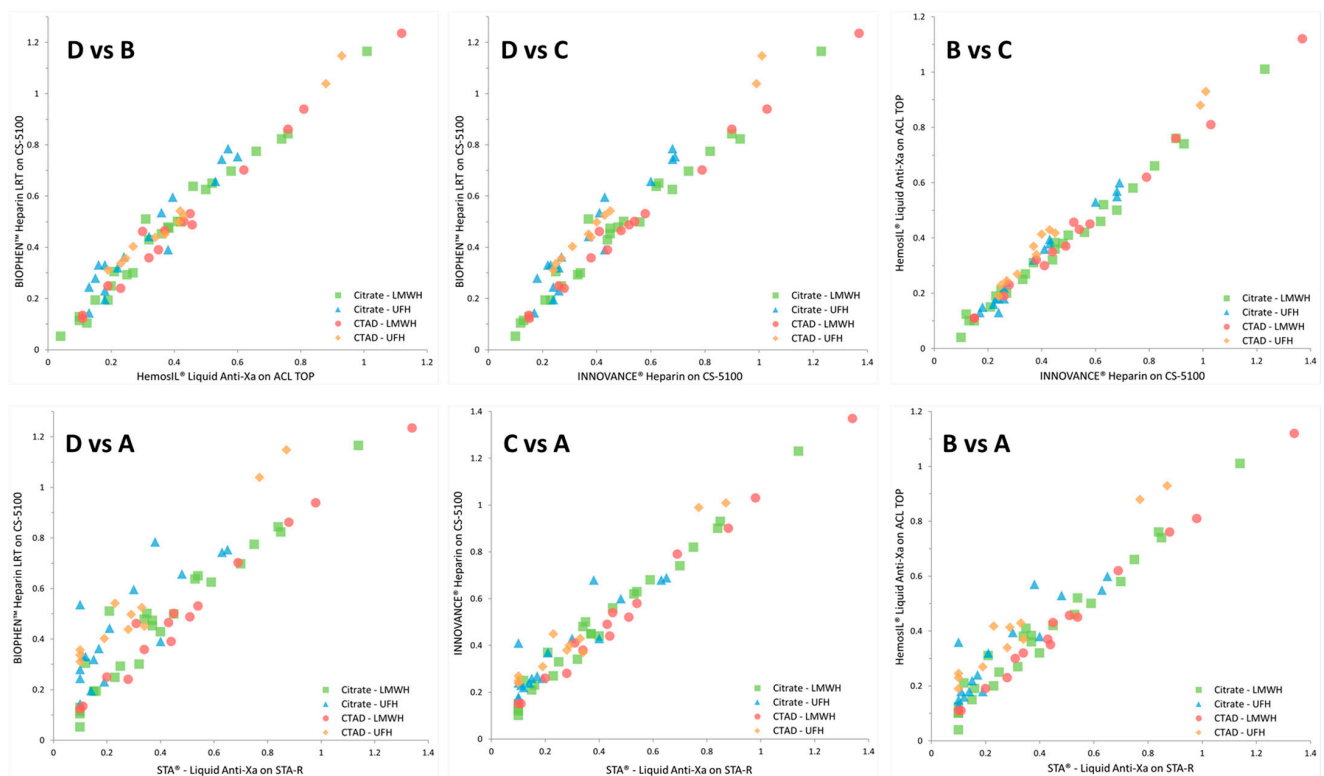 D vs B
BIOPHEN™ Heparin LRT on CS-5100
1.2
1
0.8
0.6
0.4
0.2
0
0 0.2 0.4 0.6 0.8 1 1.2
HemosIL® Liquid Anti-Xa on ACL TOP
Citrate - LMWH
Citrate - UFH
CTAD - LMWH
CTAD - UFH
D vs C
BIOPHEN™ Heparin LRT on CS-5100
1.2
1
0.8
0.6
0.4
0.2
0
0 0.2 0.4 0.6 0.8 1 1.2 1.4
INNOVANCE® Heparin on CS-5100
Citrate - LMWH
Citrate - UFH
CTAD - LMWH
CTAD - UFH
B vs C
HemosIL® Liquid Anti-Xa on ACL TOP
1.2
1
0.8
0.6
0.4
0.2
0
0 0.2 0.4 0.6 0.8 1 1.2 1.4
INNOVANCE® Heparin on CS-5100
Citrate - LMWH
Citrate - UFH
CTAD - LMWH
CTAD - UFH
D vs A
BIOPHEN™ Heparin LRT on CS-5100
1.2
1
0.8
0.6
0.4
0.2
0
0 0.2 0.4 0.6 0.8 1 1.2 1.4
STA® - Liquid Anti-Xa on STA-R
Citrate - LMWH
Citrate - UFH
CTAD - LMWH
CTAD - UFH
C vs A
INNOVANCE® Heparin on CS-5100
1.4
1.2
1
0.8
0.6
0.4
0.2
0
0 0.2 0.4 0.6 0.8 1 1.2 1.4
STA® - Liquid Anti-Xa on STA-R
Citrate - LMWH
Citrate - UFH
CTAD - LMWH
CTAD - UFH
B vs A
HemosIL® Liquid Anti-Xa on ACL TOP
1.2
1
0.8
0.6
0.4
0.2
0
0 0.2 0.4 0.6 0.8 1 1.2 1.4
STA® - Liquid Anti-Xa on STA-R
Citrate - LMWH
Citrate - UFH
CTAD - LMWH
CTAD - UFH